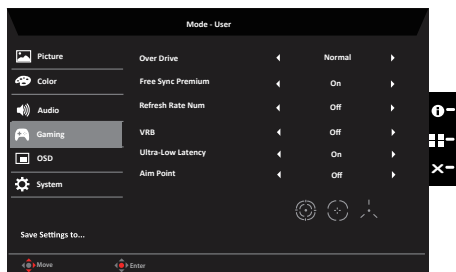 Mode - User
Picture
Over Drive Normal
Color
Free Sync Premium On
Audio
Refresh Rate Num Off
Gaming
VRB Off
OSD
Ultra-Low Latency On
System
Aim Point Off
Save Settings to...
Move Enter